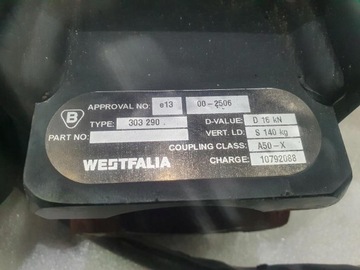 B
APPROVAL NO: e13 00-2506
TYPE: 303 290 D-VALUE: D 16 kN
PART NO: VERT. LD: S 140 kg
COUPLING CLASS: A50-X
WESTFALIA CHARGE: 10792088